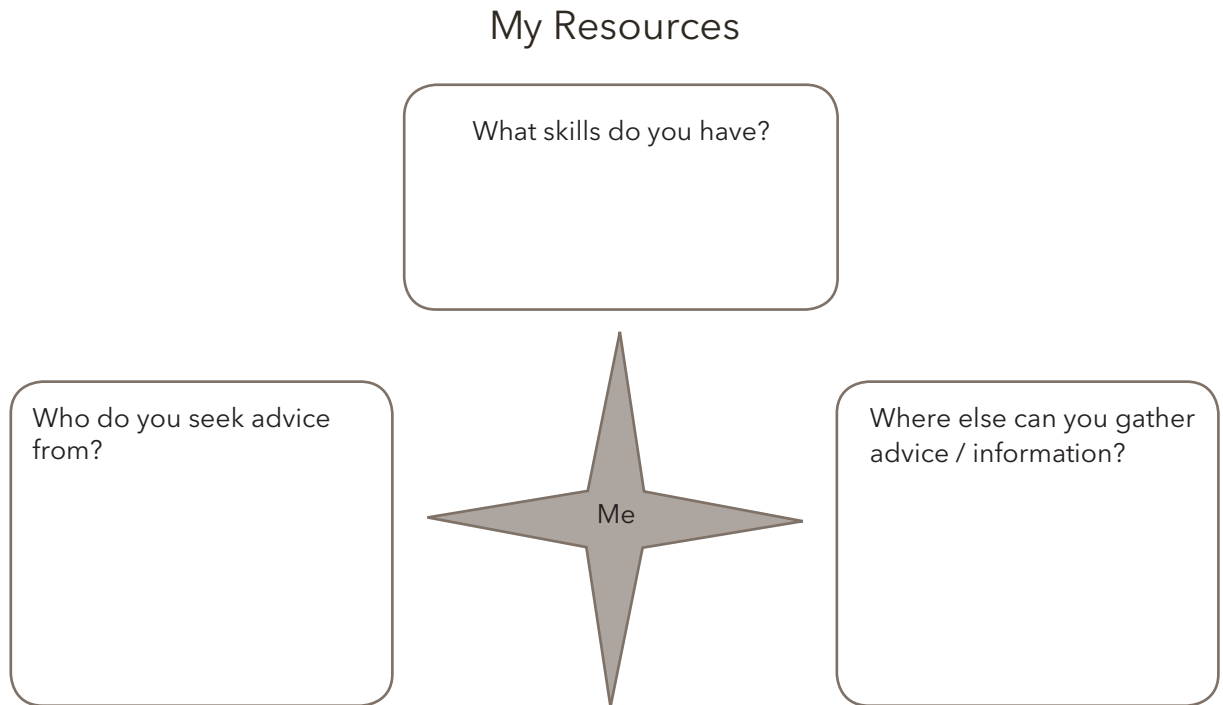 My Resources
What skills do you have?
Who do you seek advice
from?
Where else can you gather
advice / information?
Me